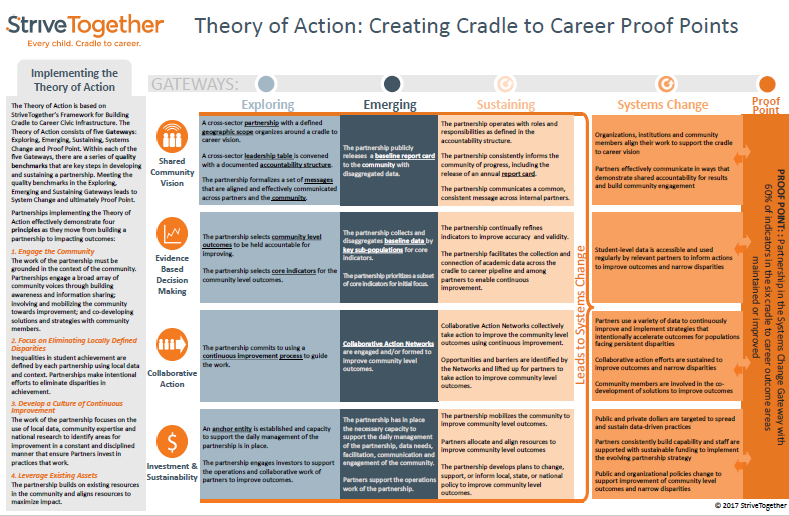 StriveTogether
Every child. Cradle to career.
Theory of Action: Creating Cradle to Career Proof Points
Implementing the
Theory of Action
The Theory of Action is based on
StriveTogether's Framework for Building
Cradle to Career Civic Infrastructure. The
Theory of Action consists of five Gateways:
Exploring, Emerging, Sustaining, Systems
Change and Proof Point. Within each of the
five Gateways, there are a series of quality
benchmarks that are key steps in developing
and sustaining a partnership. Meeting the
quality benchmarks in the Exploring,
Emerging and Sustaining Gateways leads to
System Change and ultimately Proof Point.
Partnerships implementing the Theory of
Action effectively demonstrate four
principles as they move from building a
partnership to impacting outcomes:
1. Engage the Community
The work of the partnership must be
grounded in the context of the community.
Partnerships engage a broad array of
community voices through building
awareness and information sharing;
involving and mobilizing the community
towards improvement; and co-developing
solutions and strategies with community
members.
2. Focus on Eliminating Locally Defined
Disparities
Inequalities in student achievement are
defined by each partnership using local data
and context. Partnerships make intentional
efforts to eliminate disparities in
achievement.
3. Develop a Culture of Continuous
Improvement
The work of the partnership focuses on the
use of local data, community expertise and
national research to identify areas for
improvement in a constant and disciplined
manner that ensure Partners invest in
practices that work.
4. Leverage Existing Assets
The partnership builds on existing resources
in the community and aligns resources to
maximize impact.
GATEWAYS:
Exploring
Emerging
Sustaining
Systems Change
Proof
Point
Shared
Community
Vision
A cross-sector partnership with a defined
geographic scope organizes around a cradle to
career vision.
A cross-sector leadership table is convened
with a documented accountability structure.
The partnership formalizes a set of messages
that are aligned and effectively communicated
across partners and the community.
The partnership publicly
releases a baseline report card
to the community with
disaggregated data.
The partnership operates with roles and
responsibilities as defined in the
accountability structure.
The partnership consistently informs the
community of progress, including the
release of an annual report card.
The partnership communicates a common,
consistent message across internal partners.
Organizations, institutions and community
members align their work to support the cradle
to career vision
Partners effectively communicate in ways that
demonstrate shared accountability for results
and build community engagement
Evidence
Based
Decision
Making
The partnership selects community level
outcomes to be held accountable for
improving.
The partnership selects core indicators for the
community level outcomes.
The partnership collects and
disaggregates baseline data by
key sub-populations for core
indicators.
The partnership prioritizes a subset
of core indicators for initial focus.
The partnership continually refines
indicators to improve accuracy and validity.
The partnership facilitates the collection and
connection of academic data across the
cradle to career pipeline and among
partners to enable continuous
improvement.
Student-level data is accessible and used
regularly by relevant partners to inform actions
to improve outcomes and narrow disparities
Collaborative
Action
The partnership commits to using a
continuous improvement process to guide
the work.
Collaborative Action Networks
are engaged and/or formed to
improve community level
outcomes.
Collaborative Action Networks collectively
take action to improve the community level
outcomes using continuous improvement.
Opportunities and barriers are identified by
the Networks and lifted up for partners to
take action to improve community level
outcomes.
Partners use a variety of data to continuously
improve and implement strategies that
intentionally accelerate outcomes for populations
facing persistent disparities
Collaborative action efforts are sustained to
improve outcomes and narrow disparities
Community members are involved in the co-
development of solutions to improve outcomes
Investment &
Sustainability
An anchor entity is established and capacity
to support the daily management of the
partnership is in place.
The partnership engages investors to support
the operations and collaborative work of
partners to improve outcomes.
The partnership has in place
the necessary capacity to
support the daily management
of the partnership, data needs,
facilitation, communication and
engagement of the community.
Partners support the operations
work of the partnership.
The partnership mobilizes the community to
improve community level outcomes.
Partners allocate and align resources to
improve community level outcomes
The partnership develops plans to change,
support, or inform local, state, or national
policy to improve community level
outcomes.
Public and private dollars are targeted to spread
and sustain data-driven practices
Partners consistently build capability and staff are
supported with sustainable funding to implement
the evolving partnership strategy
Public and organizational policies change to
support improvement of community level
outcomes and narrow disparities
Leads to Systems Change
PROOF POINT: : Partnership in the Systems Change Gateway with
60% of indicators in the six cradle to career outcome areas
maintained or improved
© 2017 StriveTogether